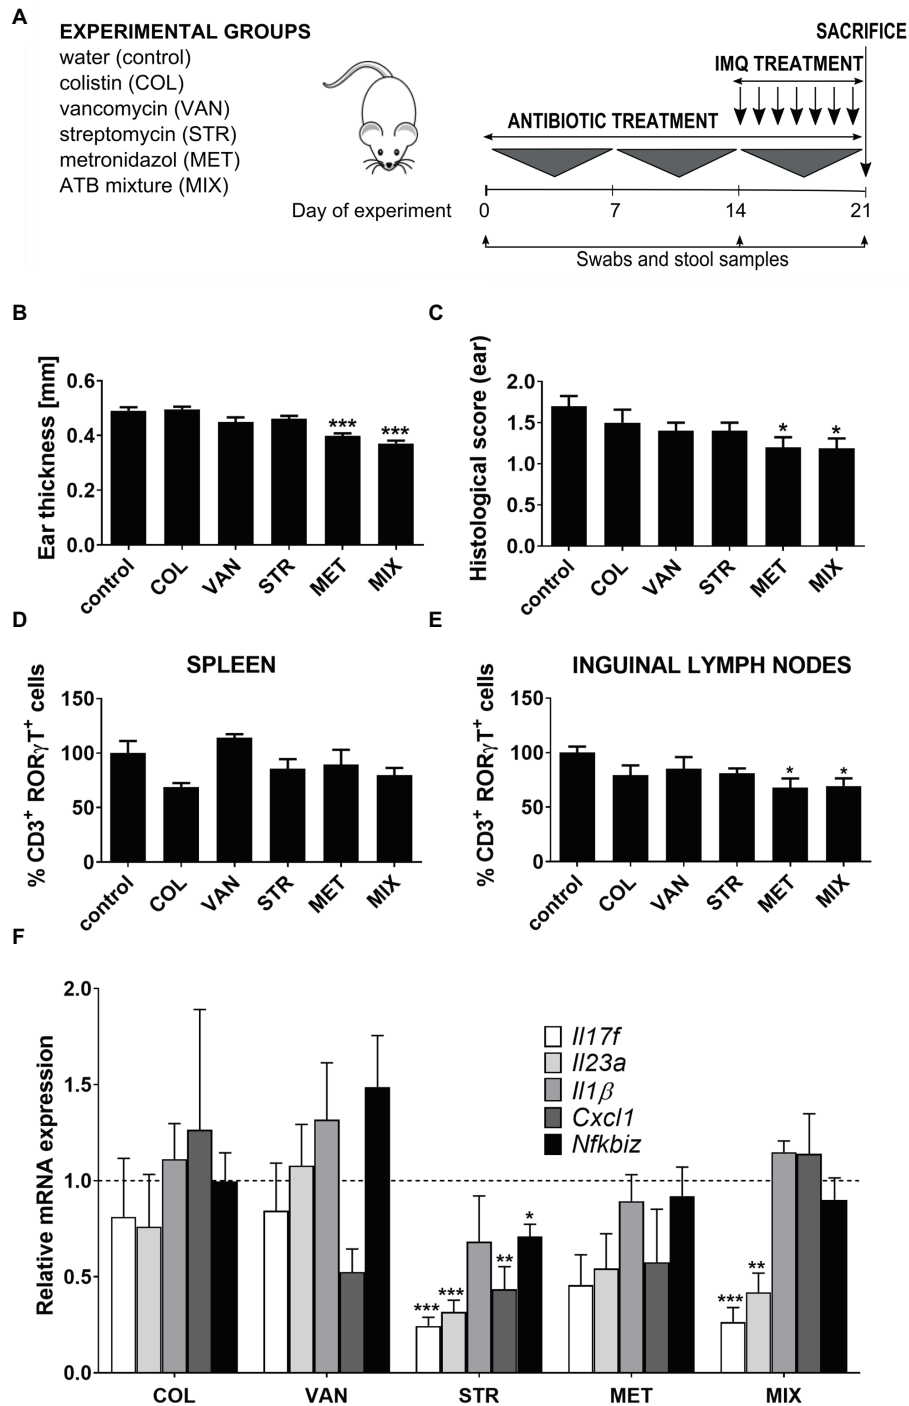 A
EXPERIMENTAL GROUPS
water (control)
colistin (COL)
vancomycin (VAN)
streptomycin (STR)
metronidazol (MET)
ATB mixture (MIX)
SACRIFICE
IMQ TREATMENT
ANTIBIOTIC TREATMENT
Day of experiment
0 7 14 21
Swabs and stool samples
B
Ear thickness [mm]
0.6
0.4
0.2
0.0
*** ***
control COL VAN STR MET MIX
C
Histological score (ear)
2.0
1.5
1.0
0.5
0.0
* *
control COL VAN STR MET MIX
D
SPLEEN
% CD3+ RORγT+ cells
150
100
50
0
control COL VAN STR MET MIX
E
INGUINAL LYMPH NODES
% CD3+ RORγT+ cells
150
100
50
0
* *
control COL VAN STR MET MIX
F
Relative mRNA expression
2.0
1.5
1.0
0.5
0.0
Il17f
Il23a
Il1β
Cxcl1
Nfkbiz
*** *** ** *
*** **
COL VAN STR MET MIX